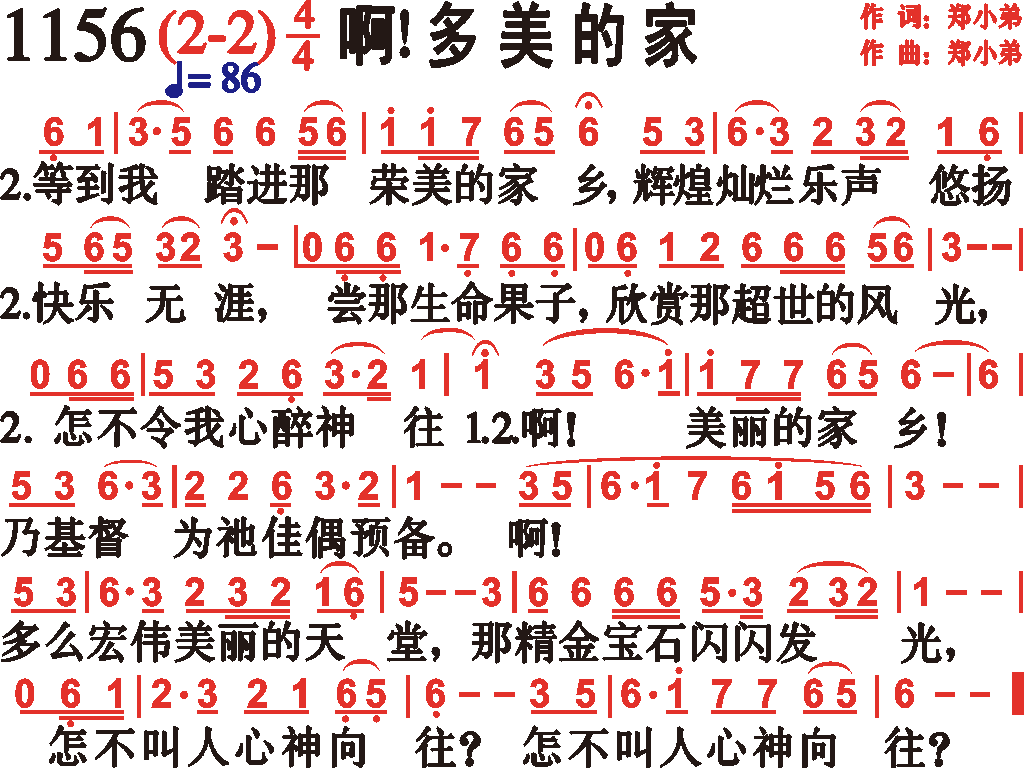 1156 (2-2) 4/4 啊! 多美的家 作 词: 郑小弟
♩= 86 作 曲: 郑小弟
6 1|3·5 6 6 56|1 1 7 65 6 53|6·3 2 32 1 6|
2.等到我 踏进那 荣美的家 乡,辉煌灿烂乐声 悠扬
5 65 32 3 -|0 6 6 1·7 6 6|0 6 1 2 6 6 6 56|3--|
2.快乐 无 涯, 尝那生命果子,欣赏那超世的风 光,
0 6 6|5 3 2 6 3·2 1|1 3 5 6·1|1 7 7 65 6-|6|
2. 怎不令我心醉神 往 1.2.啊! 美丽的家 乡!
5 3 6·3|2 2 6 3·2|1 - - 35|6·1 7 61 56|3 - -|
乃基督 为祂佳偶预备。 啊!
5 3|6·3 2 3 2 16|5--3|6 6 6 6 5·3 2 32|1 - -|
多么宏伟美丽的天 堂, 那精金宝石闪闪发 光,
0 6 1|2·3 2 1 65|6 - - 3 5|6·1 7 7 65|6 - -
怎不叫人心神向 往? 怎不叫人心神向 往?